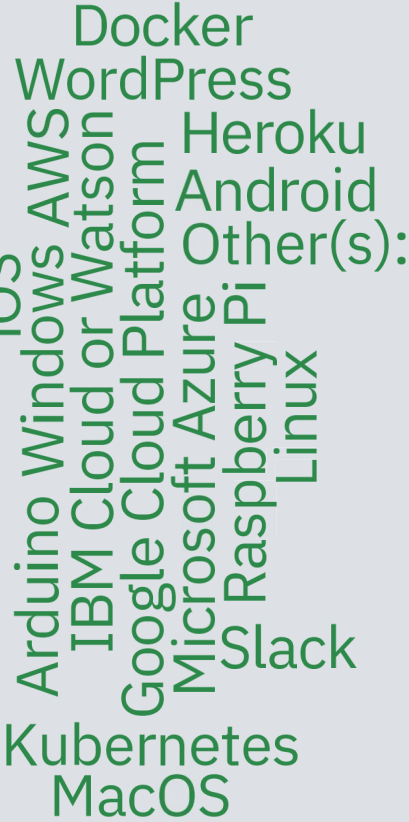 Docker
WordPress
AWS
Heroku
Android
Other(s):
iOS
Windows
IBM Cloud or Watson
Google Cloud Platform
Microsoft Azure
Raspberry Pi
Linux
Arduino
Slack
Kubernetes
MacOS